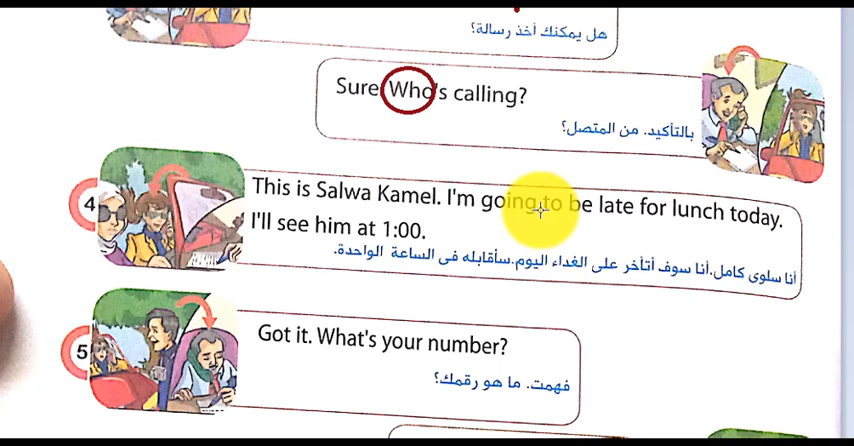 هل يمكنك أخذ رسالة؟
Sure Who's calling?
بالتأكيد. من المتصل؟
4
This is Salwa Kamel. I'm going to be late for lunch today.
I'll see him at 1:00.
أنا سلوى كامل.أنا سوف أتأخر على الغداء اليوم.سأقابله فى الساعة الواحدة.
5
Got it. What's your number?
فهمت. ما هو رقمك؟